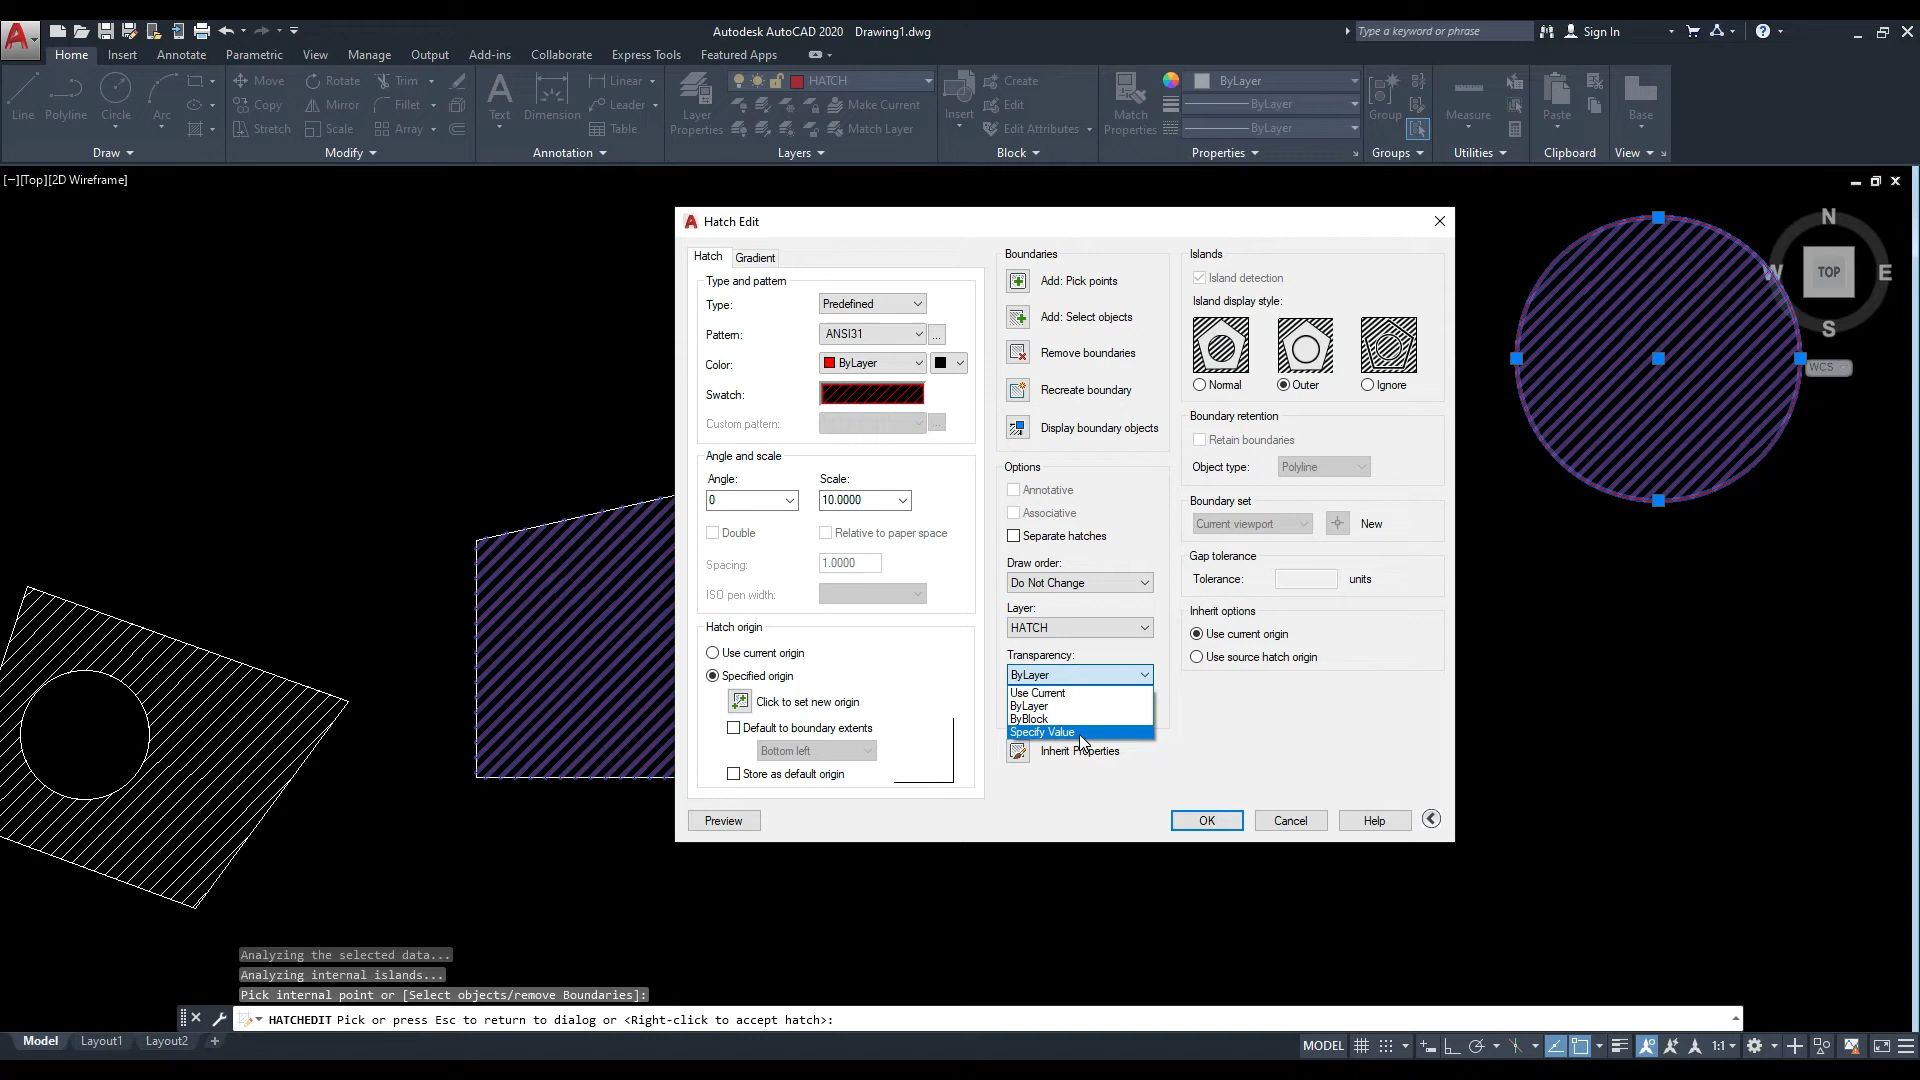 Autodesk AutoCAD 2020 Drawing1.dwg
Type a keyword or phrase
Sign In
Home Insert Annotate Parametric View Manage Output Add-ins Collaborate Express Tools Featured Apps
Line Polyline Circle Arc
Move Rotate Trim
Copy Mirror Fillet
Stretch Scale Array
Text Dimension
Linear
Leader
Table
Layer Properties
HATCH
Make Current
Match Layer
Insert
Create
Edit
Edit Attributes
Match Properties
ByLayer
ByLayer
ByLayer
Group
Measure
Paste
Base
Draw Modify Annotation Layers Block Properties Groups Utilities Clipboard View
[−][Top][2D Wireframe]
N
W TOP E
S
WCS
Hatch Edit
Hatch Gradient
Type and pattern
Type: Predefined
Pattern: ANSI31 ...
Color: ByLayer
Swatch:
Custom pattern: ...
Angle and scale
Angle: Scale:
0 10.0000
Double Relative to paper space
Spacing: 1.0000
ISO pen width:
Hatch origin
Use current origin
Specified origin
Click to set new origin
Default to boundary extents
Bottom left
Store as default origin
Preview
Boundaries
Add: Pick points
Add: Select objects
Remove boundaries
Recreate boundary
Display boundary objects
Options
Annotative
Associative
Separate hatches
Draw order:
Do Not Change
Layer:
HATCH
Transparency:
ByLayer
Use Current
ByLayer
ByBlock
Specify Value
Inherit Properties
Islands
Island detection
Island display style:
Normal Outer Ignore
Boundary retention
Retain boundaries
Object type: Polyline
Boundary set
Current viewport New
Gap tolerance
Tolerance: units
Inherit options
Use current origin
Use source hatch origin
OK Cancel Help
Analyzing the selected data...
Analyzing internal islands...
Pick internal point or [Select objects/remove Boundaries]:
HATCHEDIT Pick or press Esc to return to dialog or <Right-click to accept hatch>:
Model Layout1 Layout2 +
MODEL 1:1